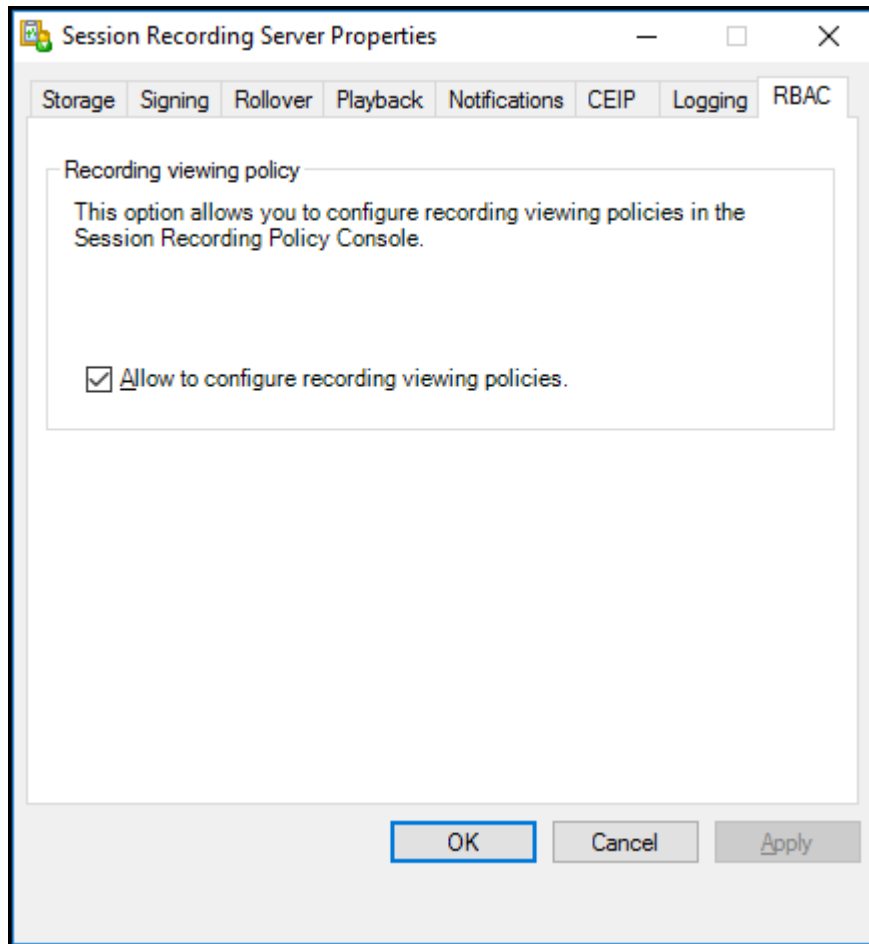 Session Recording Server Properties
Storage Signing Rollover Playback Notifications CEIP Logging RBAC
Recording viewing policy
This option allows you to configure recording viewing policies in the
Session Recording Policy Console.
Allow to configure recording viewing policies.
OK Cancel Apply